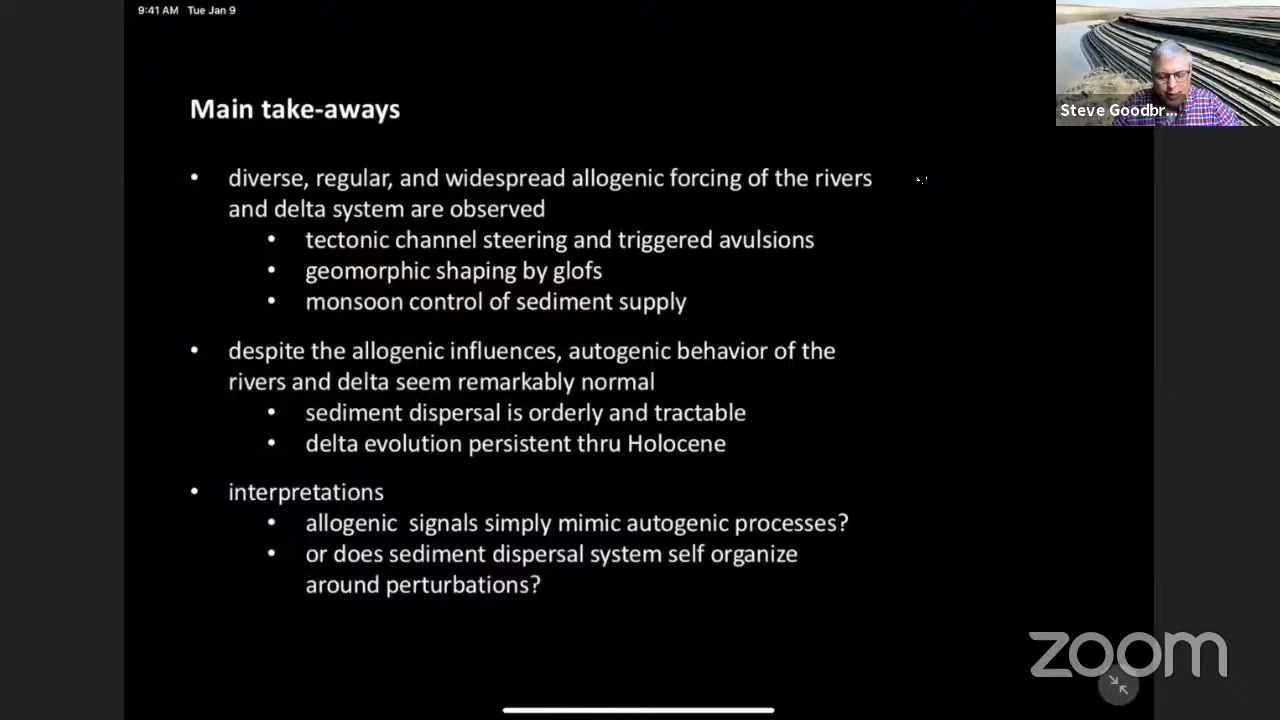 9:41 AM Tue Jan 9
Steve Goodbr...
Main take-aways
• diverse, regular, and widespread allogenic forcing of the rivers
and delta system are observed
• tectonic channel steering and triggered avulsions
• geomorphic shaping by glofs
• monsoon control of sediment supply
• despite the allogenic influences, autogenic behavior of the
rivers and delta seem remarkably normal
• sediment dispersal is orderly and tractable
• delta evolution persistent thru Holocene
• interpretations
• allogenic signals simply mimic autogenic processes?
• or does sediment dispersal system self organize
around perturbations?
zoom